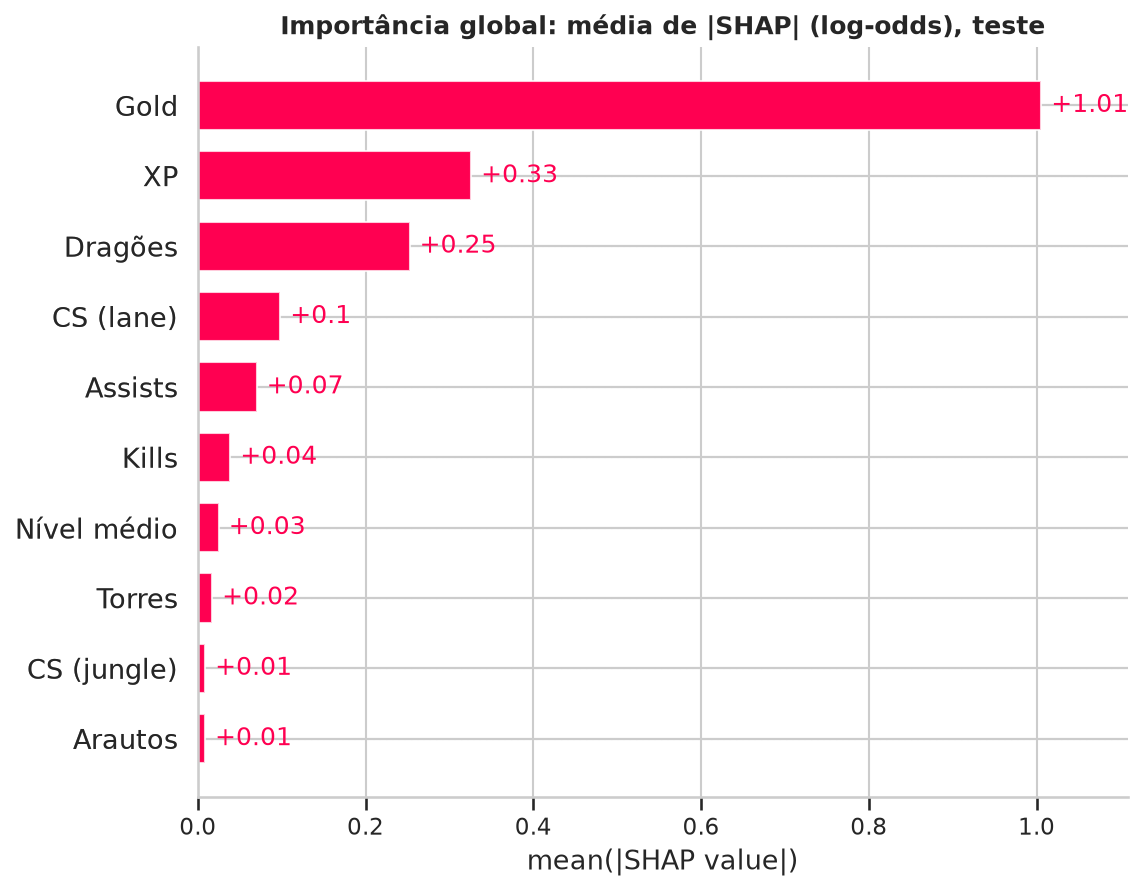 Importância global: média de |SHAP| (log-odds), teste
Gold +1.01
XP +0.33
Dragões +0.25
CS (lane) +0.1
Assists +0.07
Kills +0.04
Nível médio +0.03
Torres +0.02
CS (jungle) +0.01
Arautos +0.01
0.0 0.2 0.4 0.6 0.8 1.0
mean(|SHAP value|)